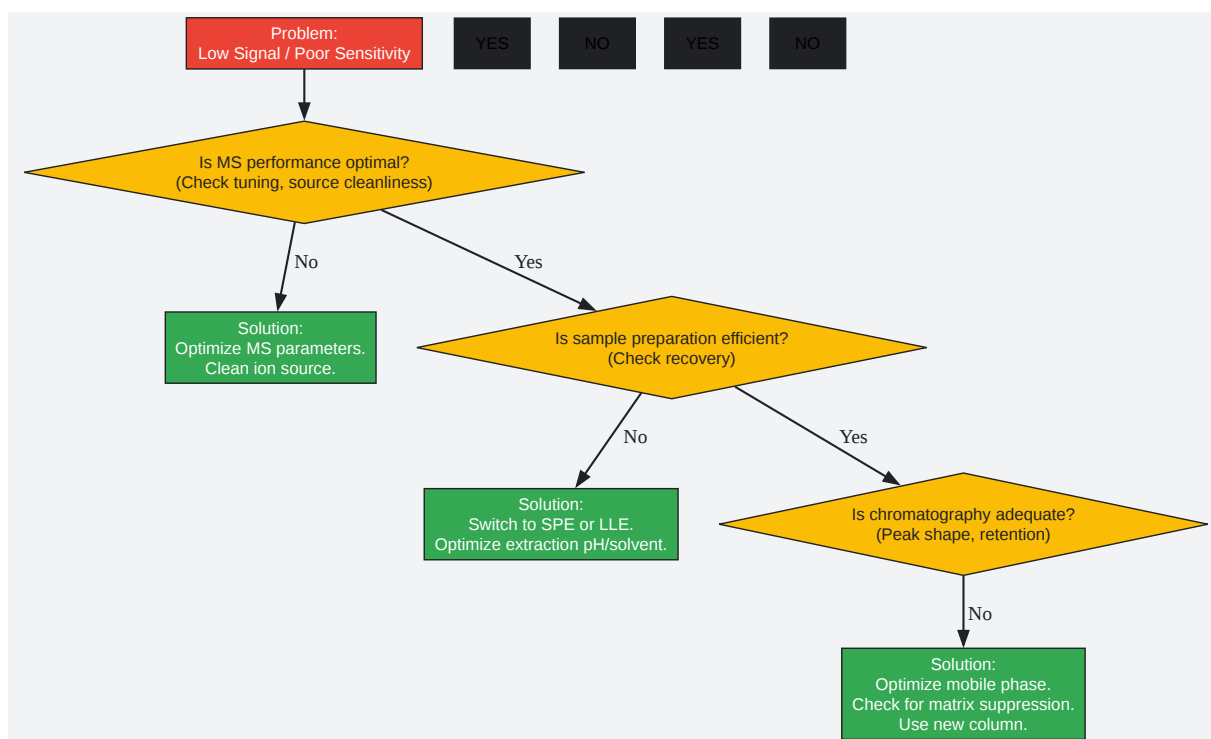 Problem:
Low Signal / Poor Sensitivity
YES
NO
YES
NO
Is MS performance optimal?
(Check tuning, source cleanliness)
No
Yes
Solution:
Optimize MS parameters.
Clean ion source.
Is sample preparation efficient?
(Check recovery)
No
Yes
Solution:
Switch to SPE or LLE.
Optimize extraction pH/solvent.
Is chromatography adequate?
(Peak shape, retention)
No
Solution:
Optimize mobile phase.
Check for matrix suppression.
Use new column.